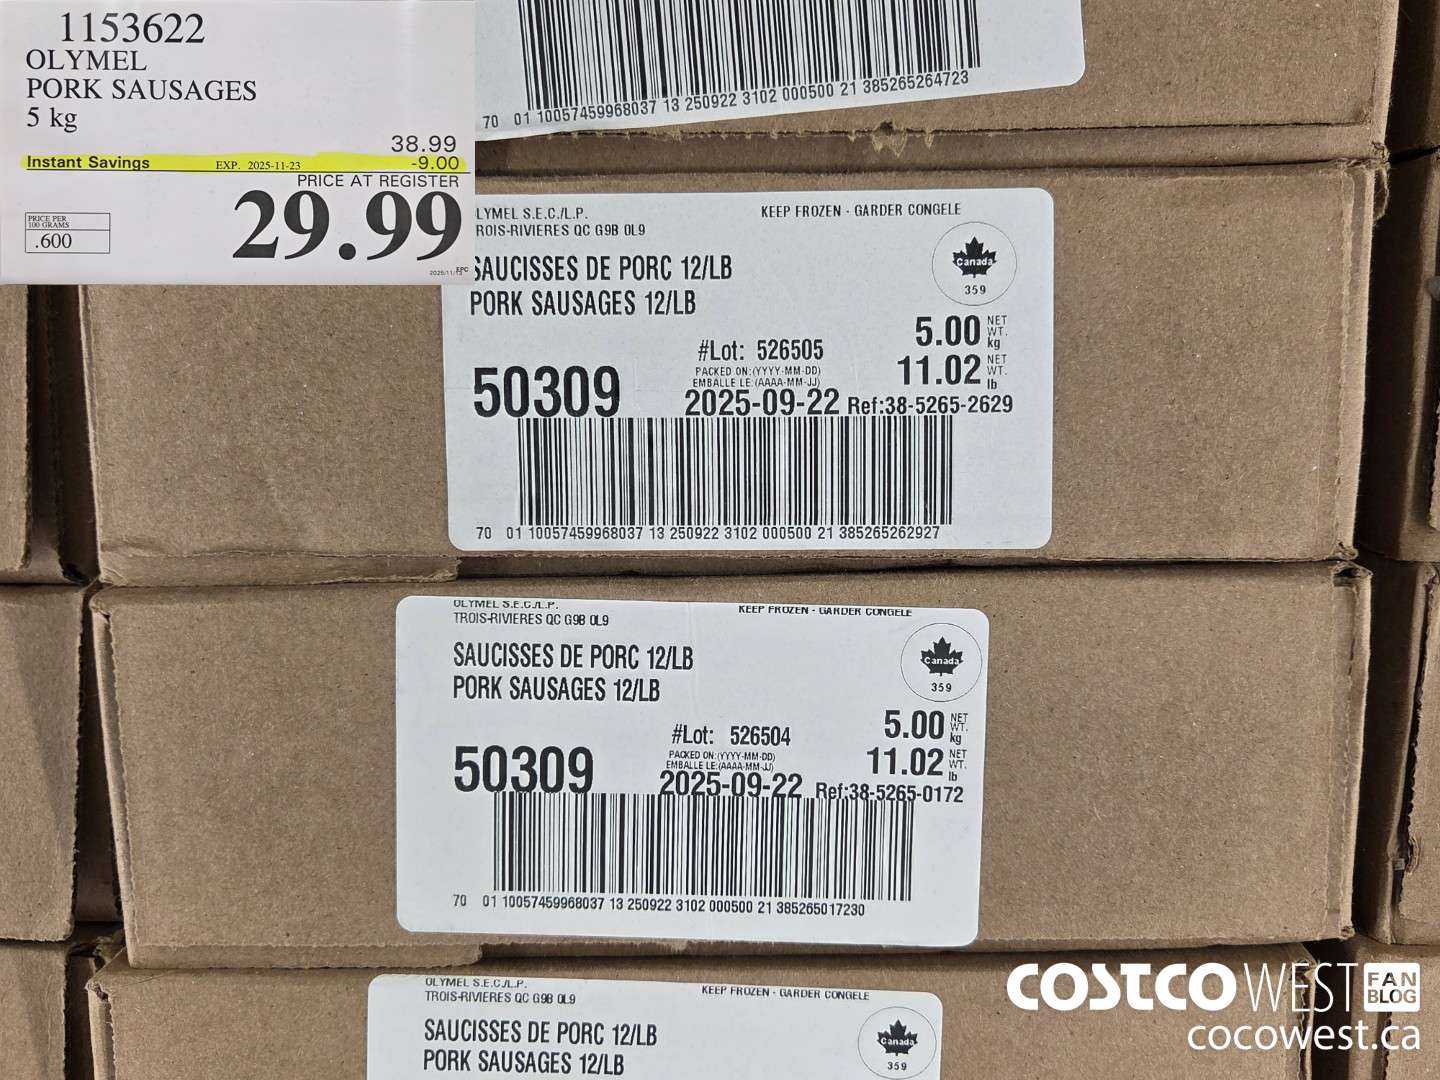 1153622
OLYMEL
PORK SAUSAGES
5 kg
38.99
Instant Savings EXP. 2025-11-23 -9.00
PRICE AT REGISTER
29.99
PRICE PER
100 GRAMS
.600
2025/11/13 EPC
70 01 10057459968037 13 250922 3102 000500 21 385265264723
LYMEL S.E.C./L.P. KEEP FROZEN - GARDER CONGELE
ROIS-RIVIERES QC G9B 0L9
SAUCISSES DE PORC 12/LB
PORK SAUSAGES 12/LB
Canada
359
5.00 NET WT. kg
#Lot: 526505
11.02 NET WT. lb
PACKED ON:(YYYY-MM-DD)
EMBALLE LE:(AAAA-MM-JJ)
50309 2025-09-22 Ref:38-5265-2629
70 01 10057459968037 13 250922 3102 000500 21 385265262927
OLYMEL S.E.C./L.P. KEEP FROZEN - GARDER CONGELE
TROIS-RIVIERES QC G9B 0L9
SAUCISSES DE PORC 12/LB
PORK SAUSAGES 12/LB
Canada
359
5.00 NET WT. kg
#Lot: 526504
11.02 NET WT. lb
PACKED ON:(YYYY-MM-DD)
EMBALLE LE:(AAAA-MM-JJ)
50309 2025-09-22 Ref:38-5265-0172
70 01 10057459968037 13 250922 3102 000500 21 385265017230
OLYMEL S.E.C./L.P. KEEP FROZEN - GARDER CONGELE
TROIS-RIVIERES QC G9B 0L9
SAUCISSES DE PORC 12/LB
PORK SAUSAGES 12/LB
Canada
359
COSTCO WEST FAN BLOG
cocowest.ca